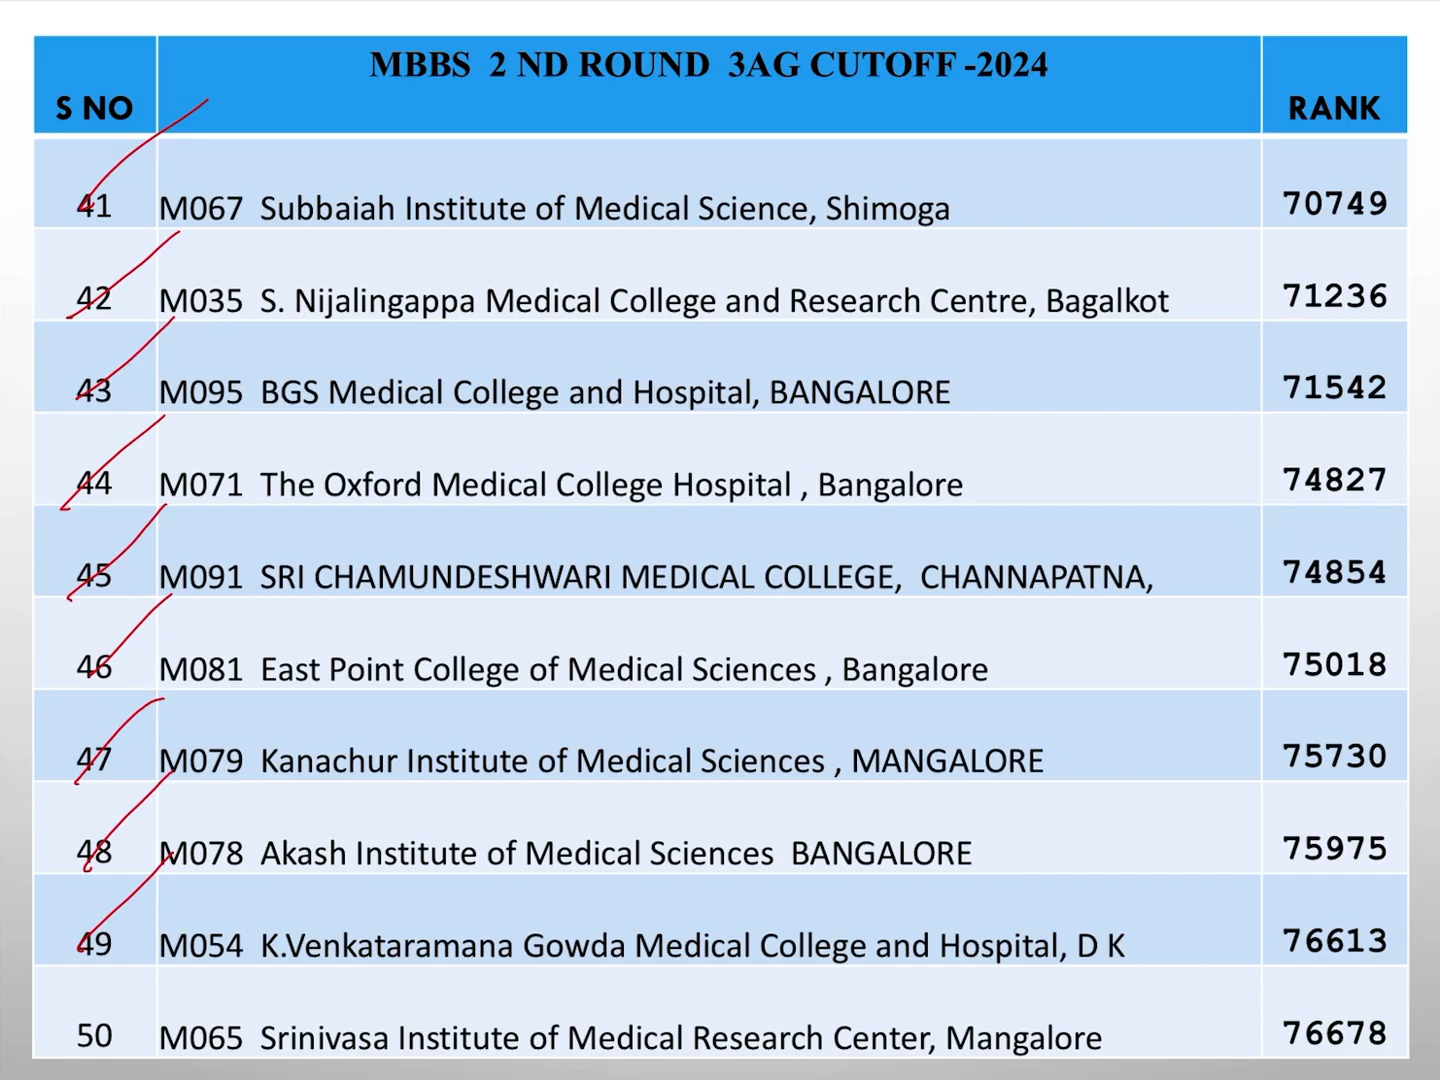 S NO MBBS 2 ND ROUND 3AG CUTOFF -2024 RANK
41 M067 Subbaiah Institute of Medical Science, Shimoga 70749
42 M035 S. Nijalingappa Medical College and Research Centre, Bagalkot 71236
43 M095 BGS Medical College and Hospital, BANGALORE 71542
44 M071 The Oxford Medical College Hospital , Bangalore 74827
45 M091 SRI CHAMUNDESHWARI MEDICAL COLLEGE, CHANNAPATNA, 74854
46 M081 East Point College of Medical Sciences , Bangalore 75018
47 M079 Kanachur Institute of Medical Sciences , MANGALORE 75730
48 M078 Akash Institute of Medical Sciences BANGALORE 75975
49 M054 K.Venkataramana Gowda Medical College and Hospital, D K 76613
50 M065 Srinivasa Institute of Medical Research Center, Mangalore 76678